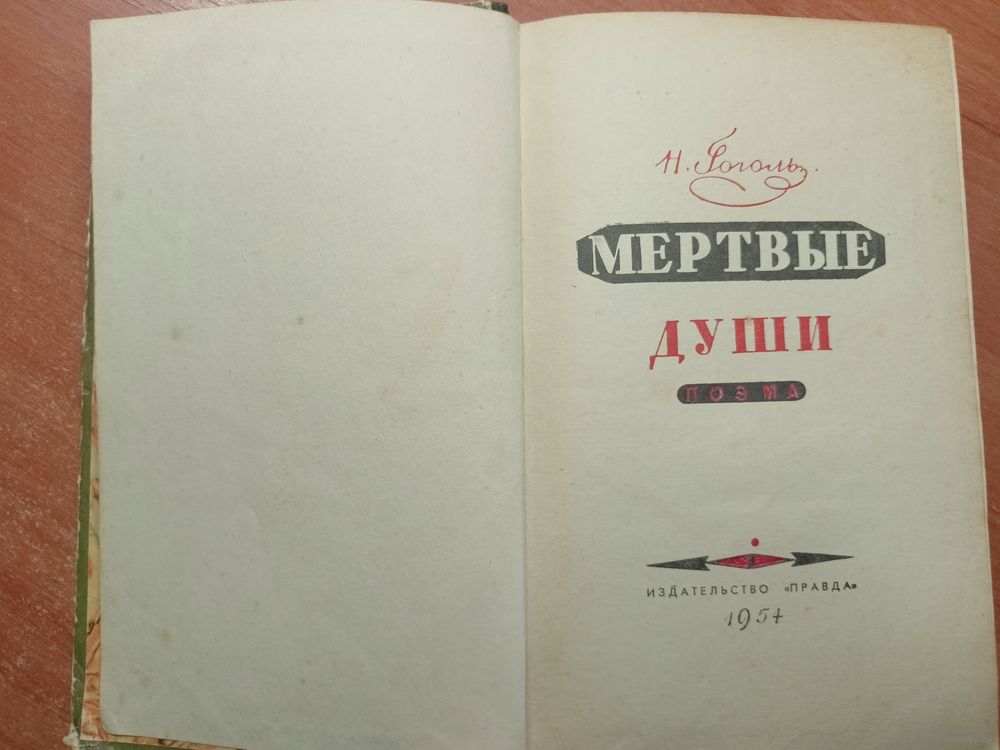 Н. Гоголь.
МЕРТВЫЕ
ДУШИ
ПОЭМА
ИЗДАТЕЛЬСТВО «ПРАВДА»
1954